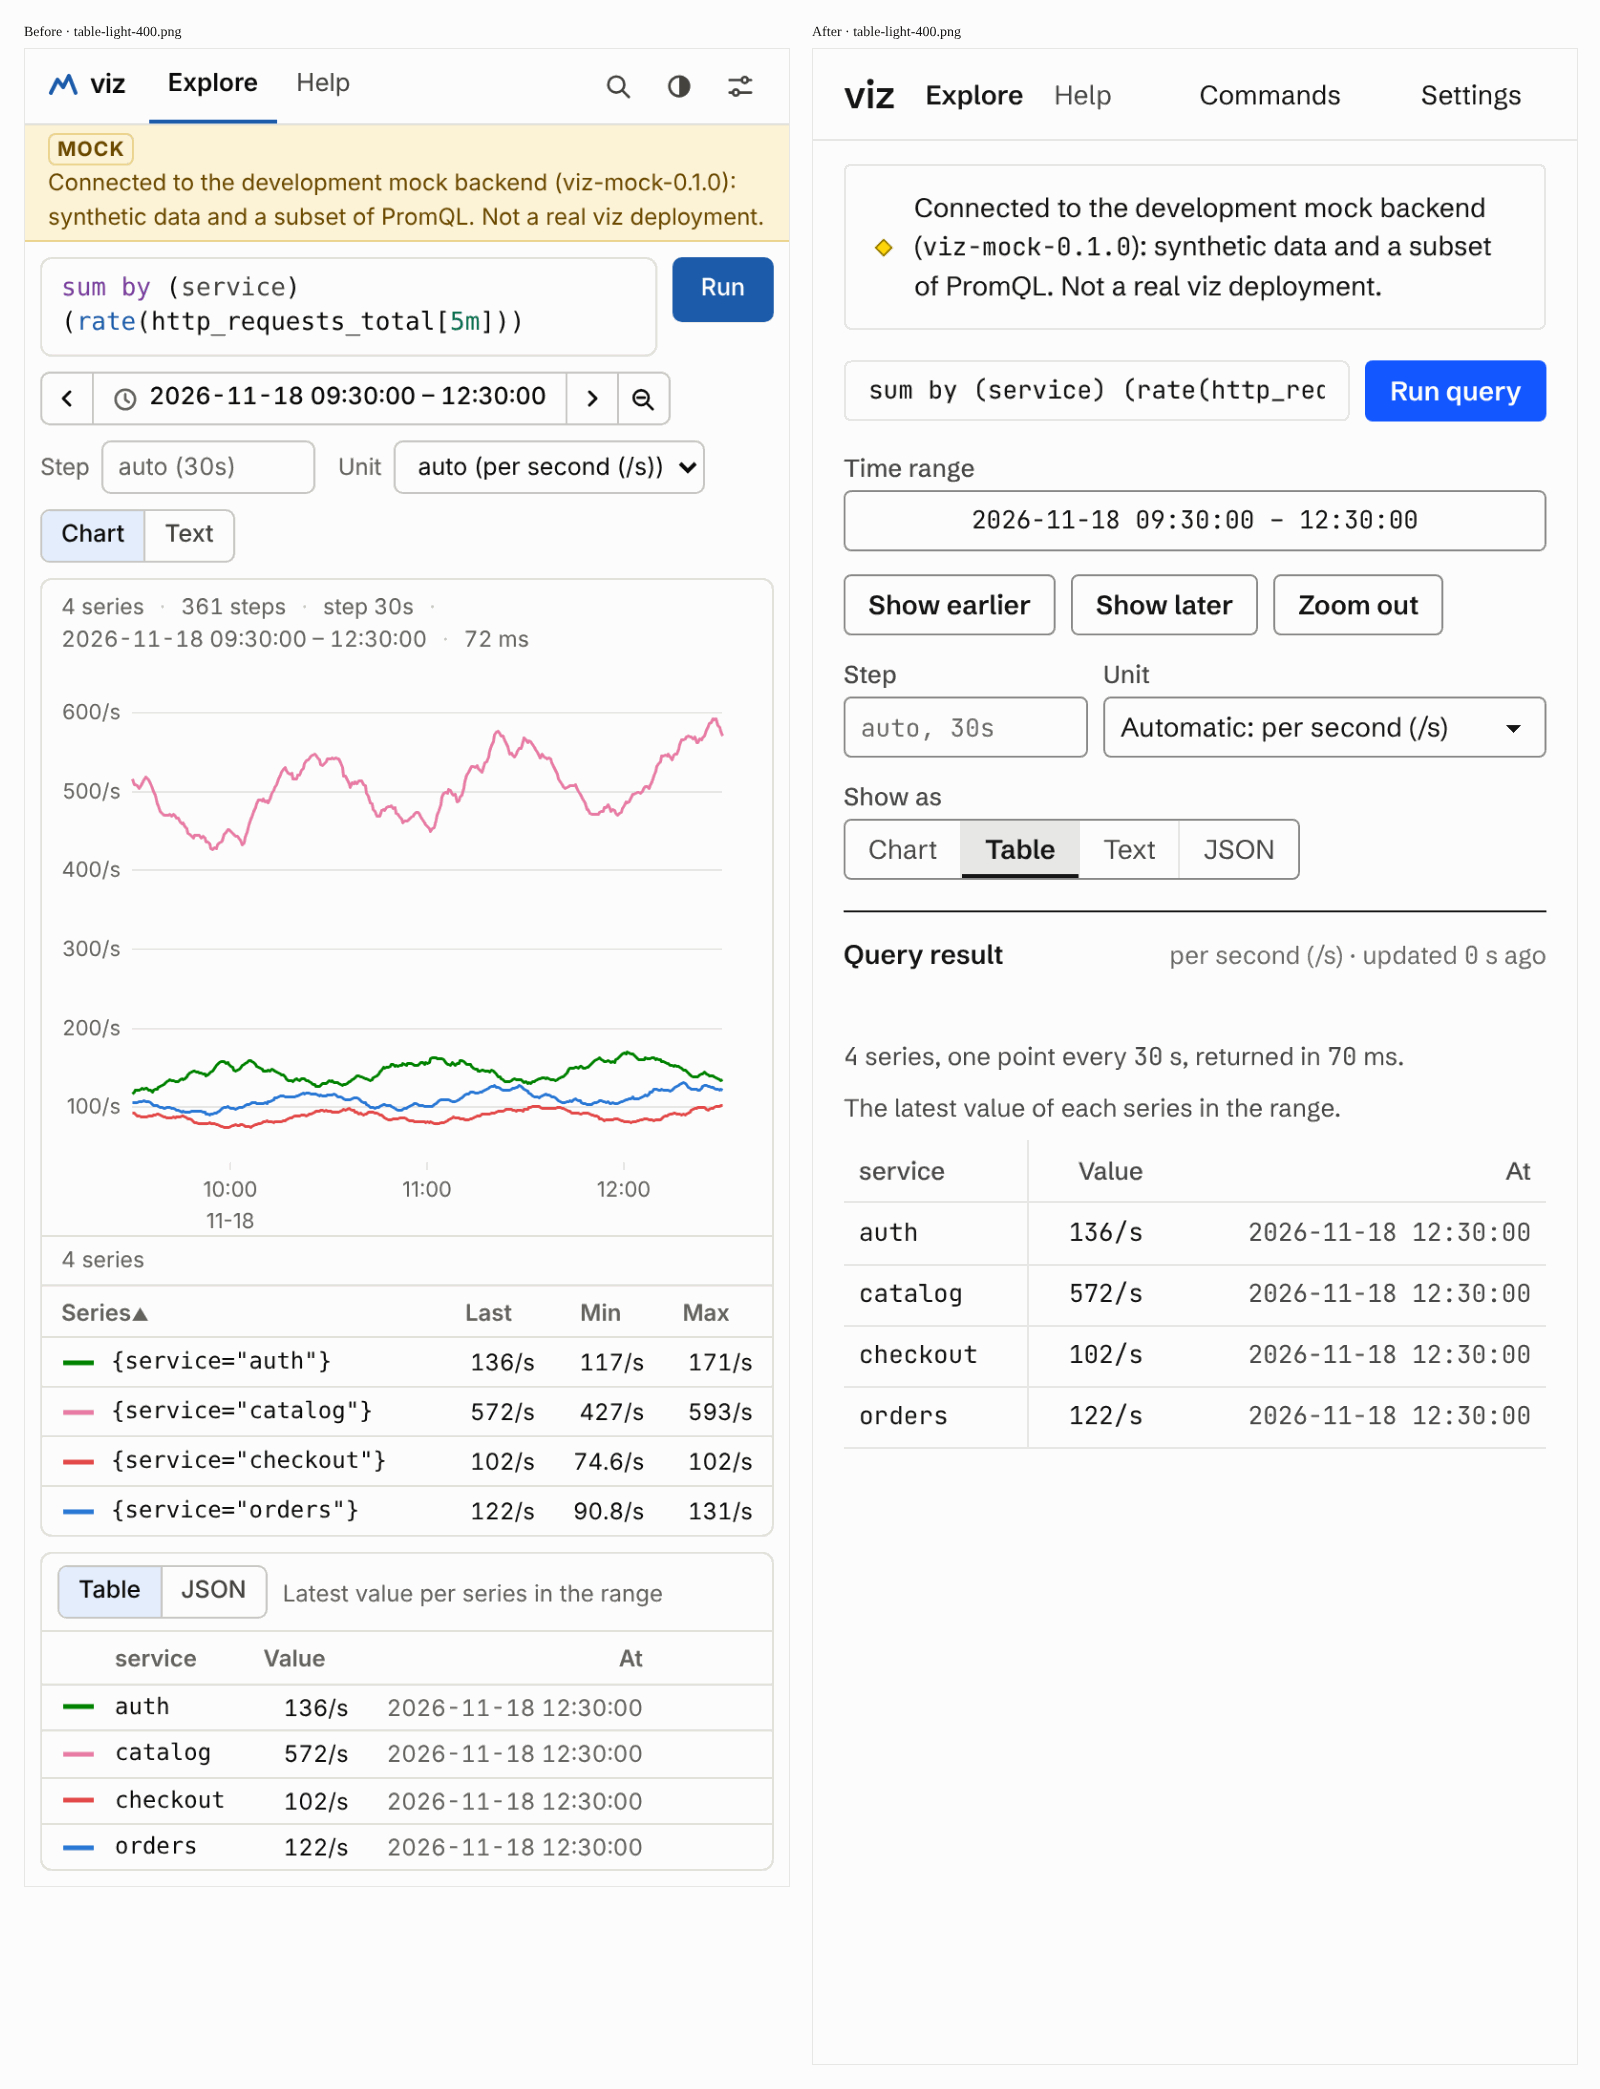 Before · table-light-400.png
viz Explore Help
MOCK
Connected to the development mock backend (viz-mock-0.1.0):
synthetic data and a subset of PromQL. Not a real viz deployment.
sum by (service)
(rate(http_requests_total[5m]))
Run
2026-11-18 09:30:00 – 12:30:00
Step auto (30s) Unit auto (per second (/s))
Chart Text
4 series · 361 steps · step 30s ·
2026-11-18 09:30:00 – 12:30:00 · 72 ms
600/s
500/s
400/s
300/s
200/s
100/s
10:00 11:00 12:00
11-18
4 series
Series▲ Last Min Max
{service="auth"} 136/s 117/s 171/s
{service="catalog"} 572/s 427/s 593/s
{service="checkout"} 102/s 74.6/s 102/s
{service="orders"} 122/s 90.8/s 131/s
Table JSON Latest value per series in the range
service Value At
auth 136/s 2026-11-18 12:30:00
catalog 572/s 2026-11-18 12:30:00
checkout 102/s 2026-11-18 12:30:00
orders 122/s 2026-11-18 12:30:00
After · table-light-400.png
viz Explore Help Commands Settings
Connected to the development mock backend
(viz-mock-0.1.0): synthetic data and a subset
of PromQL. Not a real viz deployment.
sum by (service) (rate(http_req
Run query
Time range
2026-11-18 09:30:00 – 12:30:00
Show earlier Show later Zoom out
Step Unit
auto, 30s Automatic: per second (/s)
Show as
Chart Table Text JSON
Query result per second (/s) · updated 0 s ago
4 series, one point every 30 s, returned in 70 ms.
The latest value of each series in the range.
service Value At
auth 136/s 2026-11-18 12:30:00
catalog 572/s 2026-11-18 12:30:00
checkout 102/s 2026-11-18 12:30:00
orders 122/s 2026-11-18 12:30:00